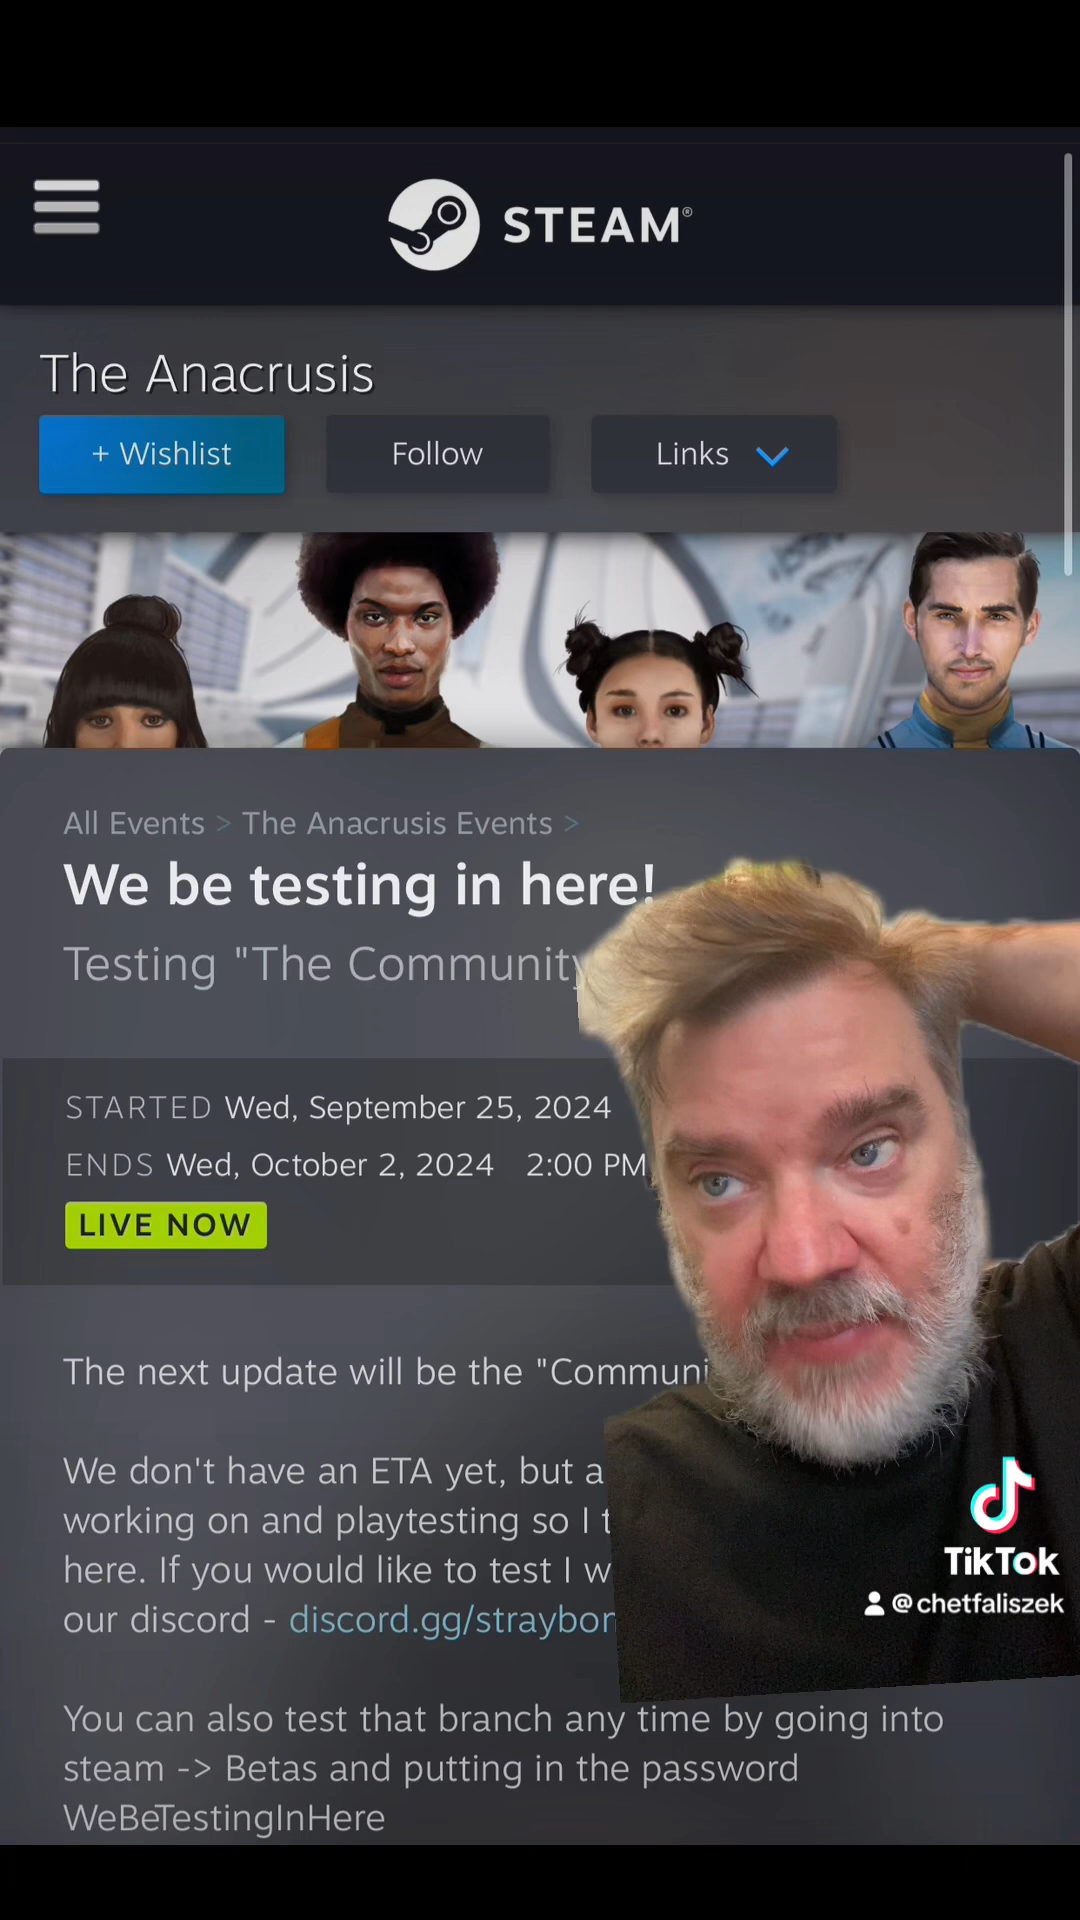 STEAM®
The Anacrusis
+ Wishlist
Follow
Links
All Events > The Anacrusis Events >
We be testing in here!
Testing "The Community
STARTED Wed, September 25, 2024
ENDS Wed, October 2, 2024 2:00 PM
LIVE NOW
The next update will be the "Communi
We don't have an ETA yet, but a
working on and playtesting so I t
here. If you would like to test I w
our discord - discord.gg/straybom
You can also test that branch any time by going into
steam -> Betas and putting in the password
WeBeTestingInHere
TikTok
@chetfaliszek